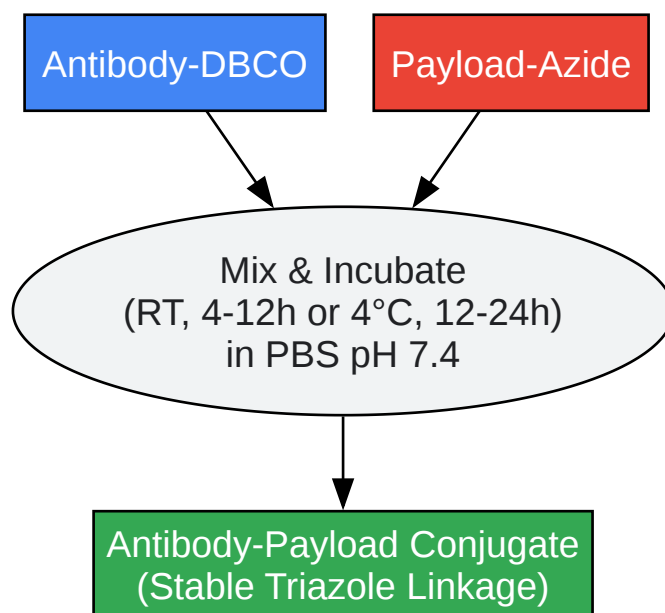 Antibody-DBCO
Payload-Azide
Mix & Incubate
(RT, 4-12h or 4°C, 12-24h)
in PBS pH 7.4
Antibody-Payload Conjugate
(Stable Triazole Linkage)